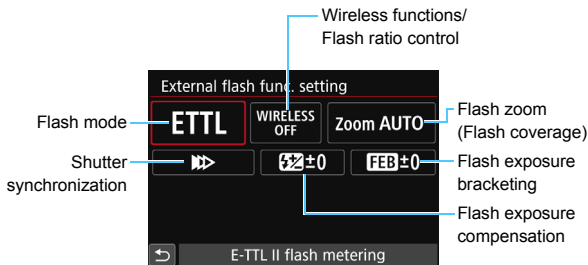 Wireless functions/
Flash ratio control
External flash func. setting
Flash mode
ETTL
WIRELESS
OFF
Zoom AUTO
Flash zoom
(Flash coverage)
Shutter
synchronization
±0
FEB±0
Flash exposure
bracketing
Flash exposure
compensation
E-TTL II flash metering